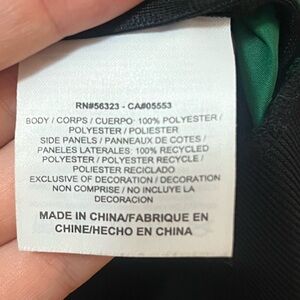 RN#56323 - CA#05553
BODY / CORPS / CUERPO: 100% POLYESTER /
POLYESTER / POLIESTER
SIDE PANELS / PANNEAUX DE COTES /
PANELES LATERALES: 100% RECYCLED
POLYESTER / POLYESTER RECYCLE /
POLIESTER RECICLADO
EXCLUSIVE OF DECORATION / DECORATION
NON COMPRISE / NO INCLUYE LA
DECORACION
MADE IN CHINA/FABRIQUE EN
CHINE/HECHO EN CHINA